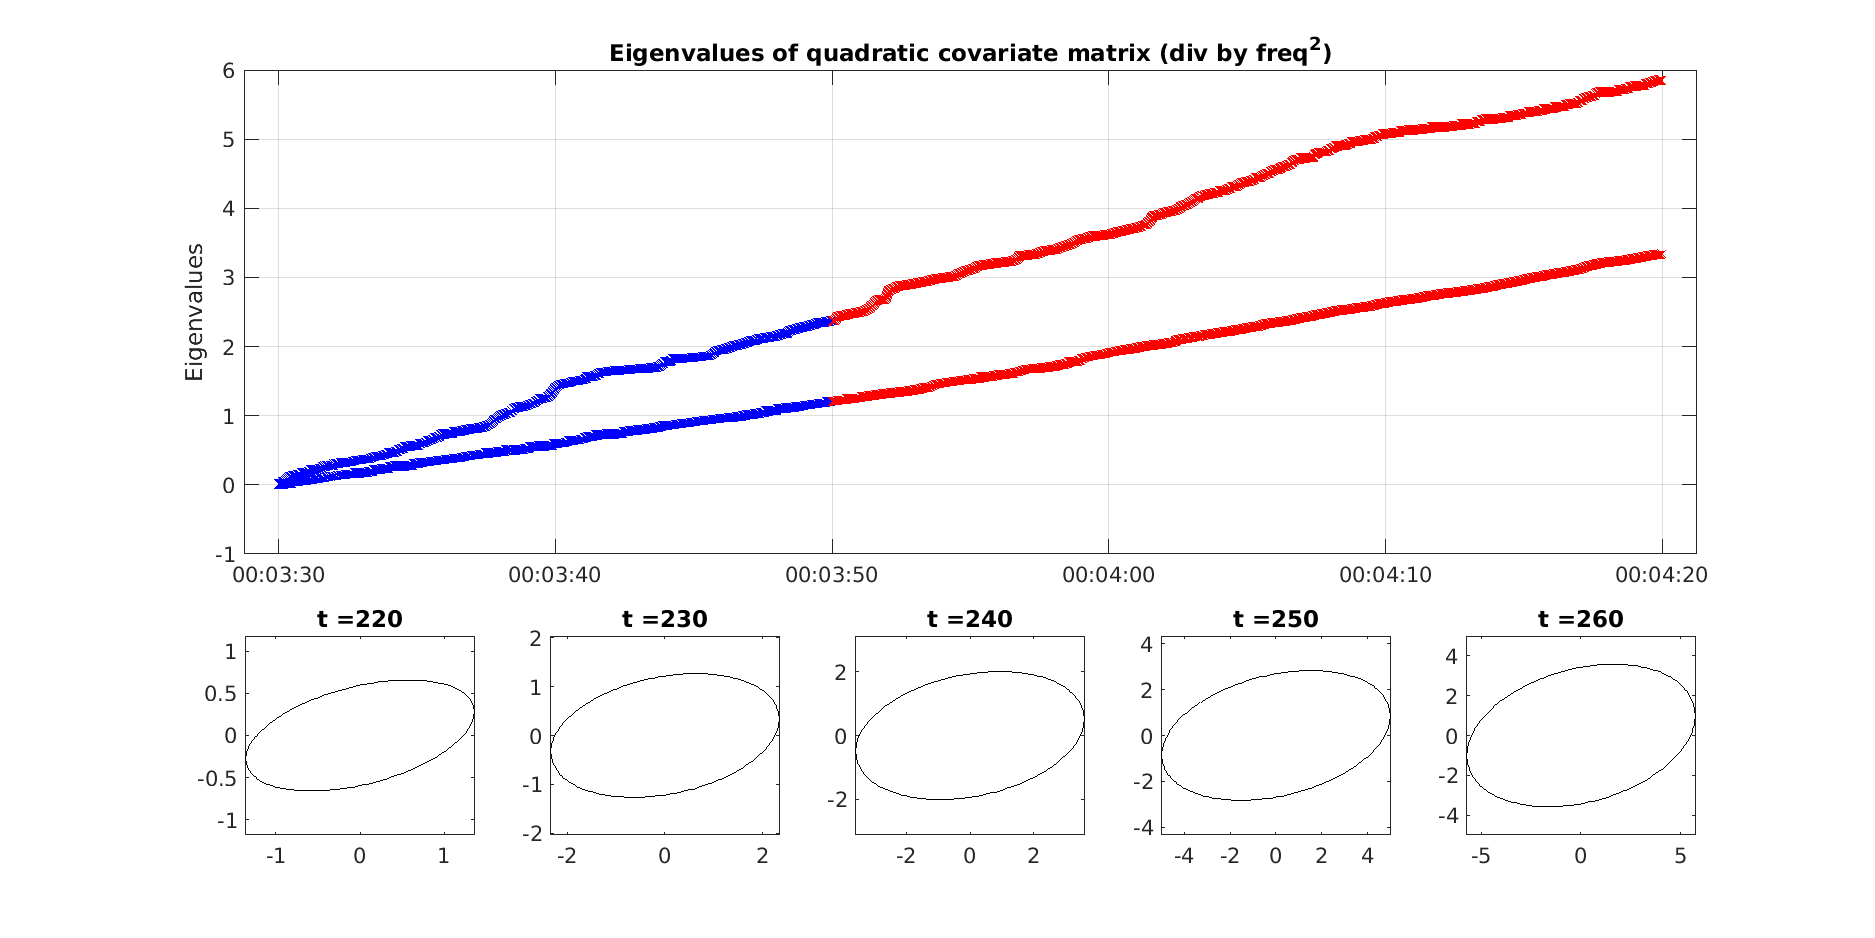 Eigenvalues of quadratic covariate matrix (div by freq²)
Eigenvalues
6
5
4
3
2
1
0
-1
00:03:30 00:03:40 00:03:50 00:04:00 00:04:10 00:04:20
t =220
1
0.5
0
-0.5
-1
-1 0 1
t =230
2
1
0
-1
-2
-2 0 2
t =240
2
0
-2
-2 0 2
t =250
4
2
0
-2
-4
-4 -2 0 2 4
t =260
4
2
0
-2
-4
-5 0 5